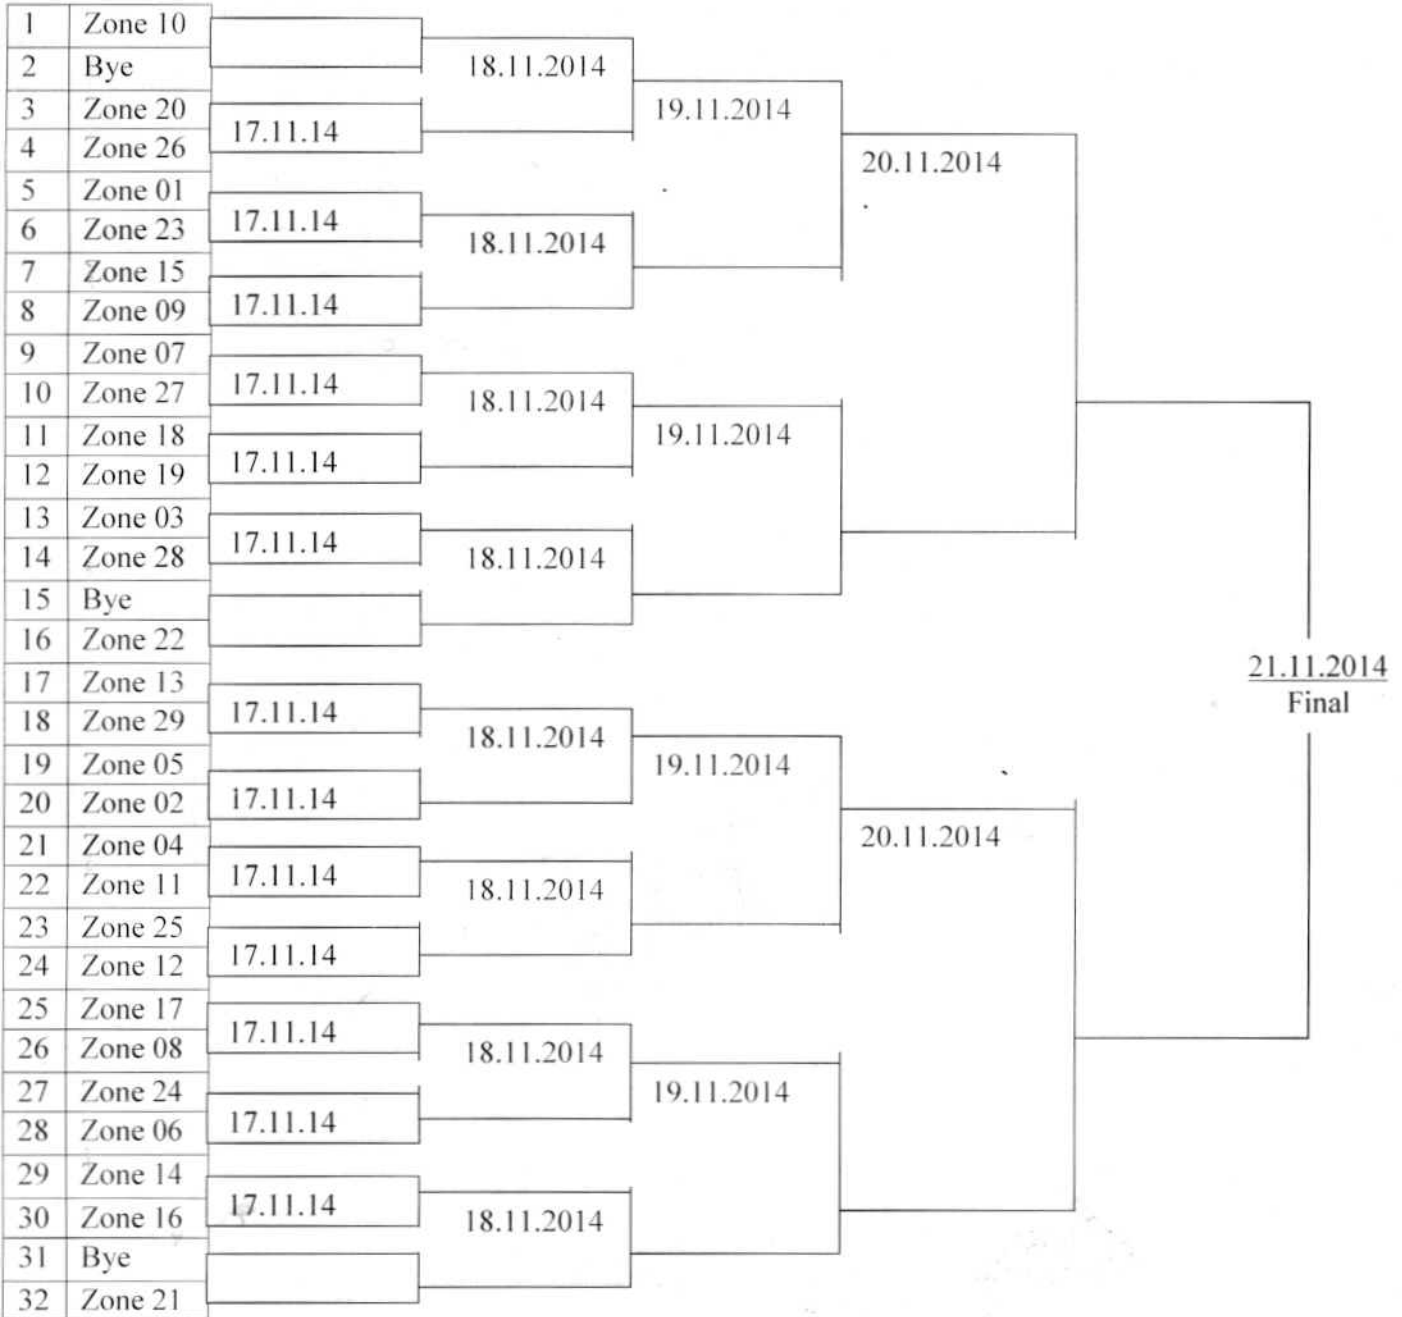 1 Zone 10
2 Bye
18.11.2014
3 Zone 20
19.11.2014
17.11.14
4 Zone 26
20.11.2014
5 Zone 01
17.11.14
6 Zone 23
18.11.2014
7 Zone 15
17.11.14
8 Zone 09
9 Zone 07
17.11.14
10 Zone 27
18.11.2014
11 Zone 18
19.11.2014
17.11.14
12 Zone 19
13 Zone 03
17.11.14
14 Zone 28
18.11.2014
15 Bye
16 Zone 22
21.11.2014
Final
17 Zone 13
17.11.14
18 Zone 29
18.11.2014
19 Zone 05
19.11.2014
17.11.14
20 Zone 02
20.11.2014
21 Zone 04
17.11.14
22 Zone 11
18.11.2014
23 Zone 25
17.11.14
24 Zone 12
25 Zone 17
17.11.14
26 Zone 08
18.11.2014
27 Zone 24
19.11.2014
17.11.14
28 Zone 06
29 Zone 14
17.11.14
30 Zone 16
18.11.2014
31 Bye
32 Zone 21